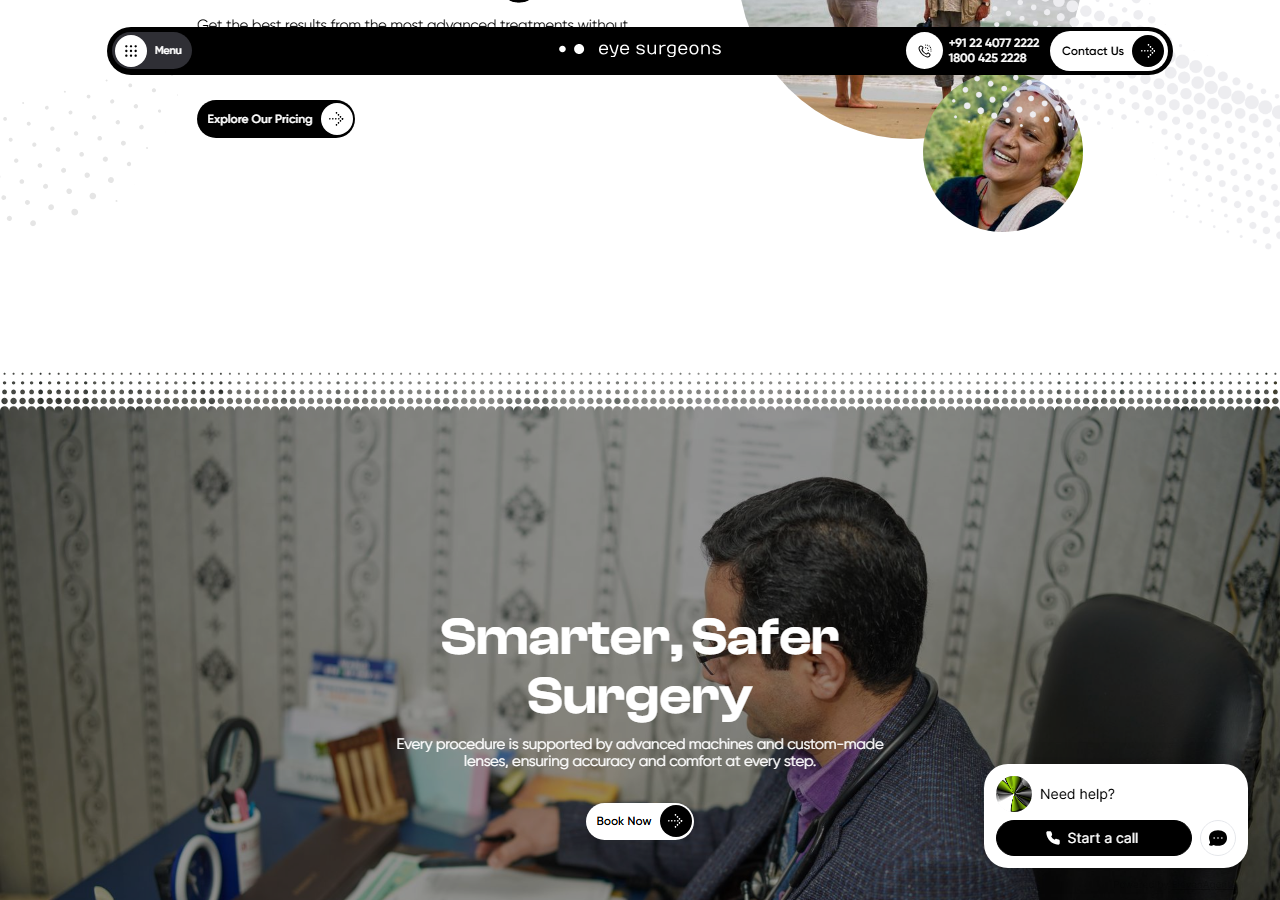 Get the best results from the most advanced treatments without
Menu
eye surgeons
+91 22 4077 2222
1800 425 2228
Contact Us
Explore Our Pricing
Smarter, Safer
Surgery
Every procedure is supported by advanced machines and custom-made
lenses, ensuring accuracy and comfort at every step.
Book Now
Need help?
Start a call